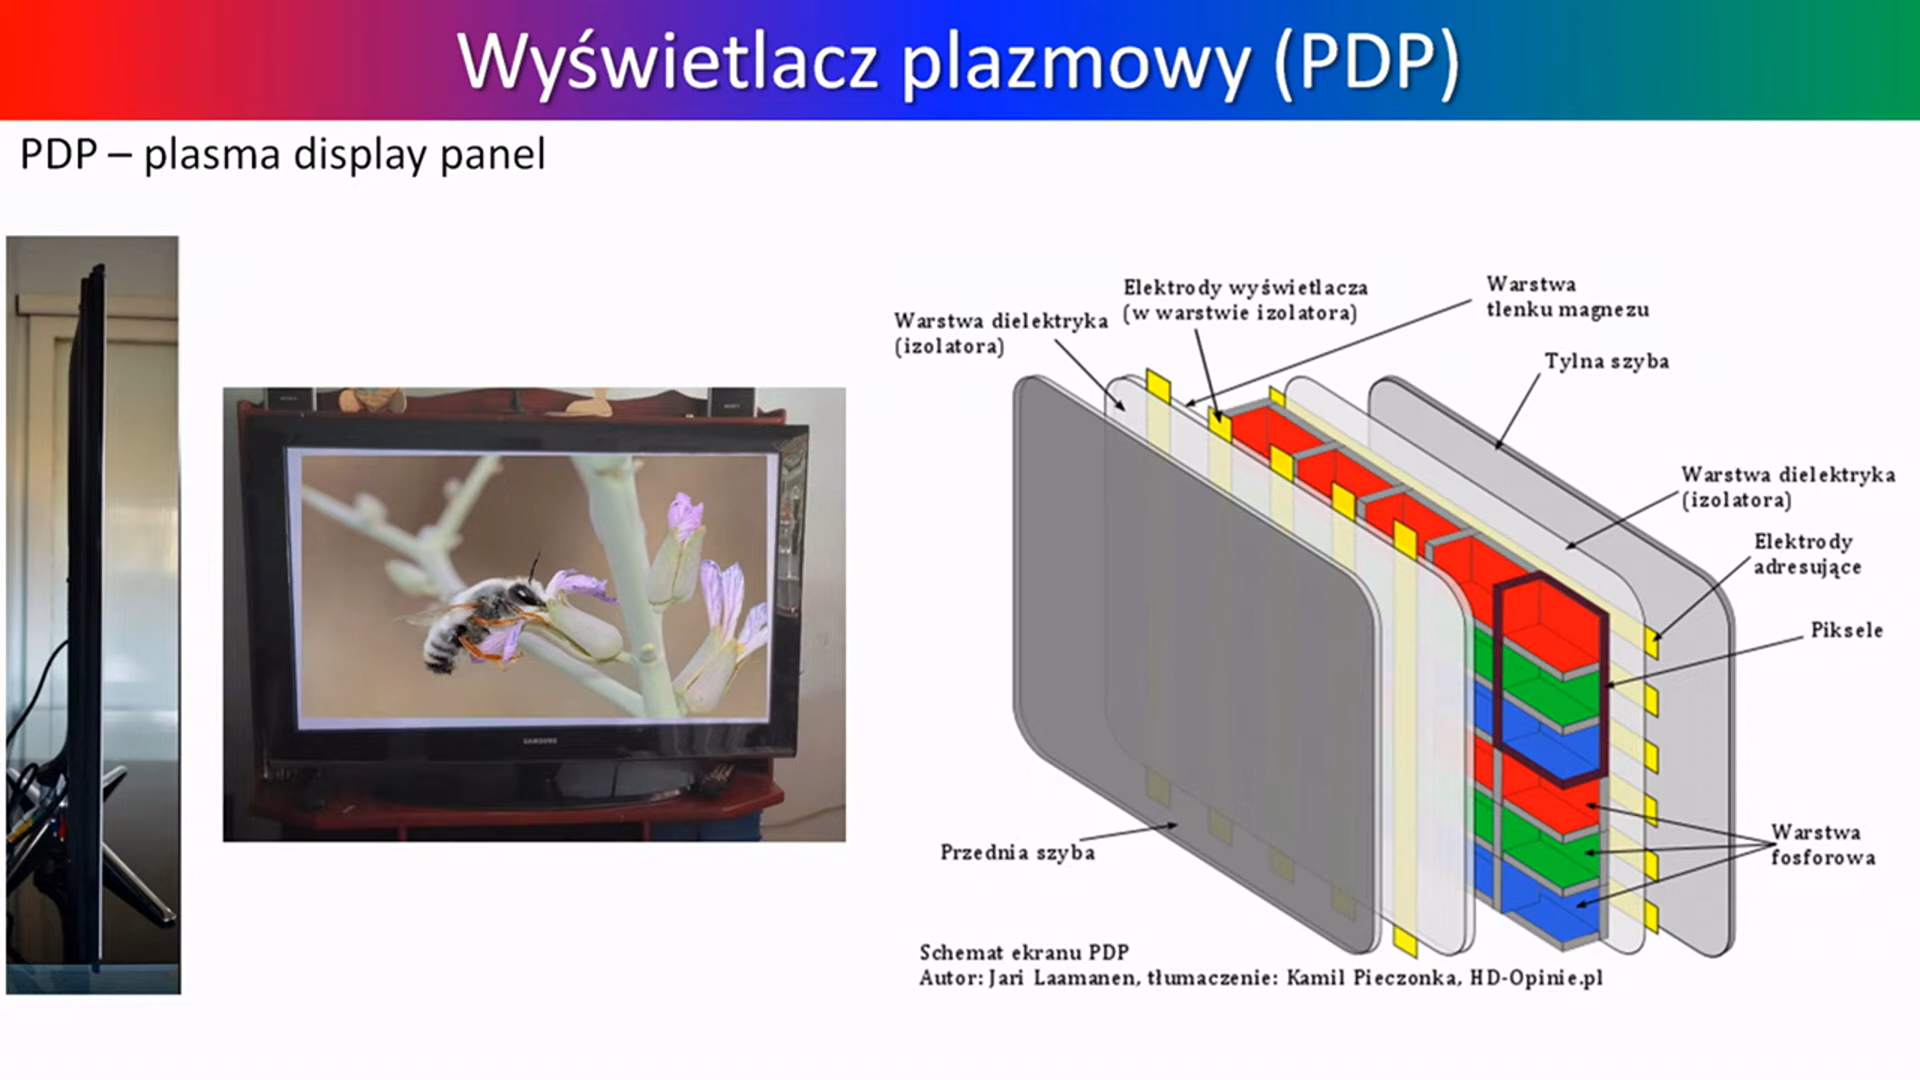 Wyświetlacz plazmowy (PDP)
PDP – plasma display panel
Elektrody wyświetlacza
(w warstwie izolatora)
Warstwa
tlenku magnezu
Warstwa dielektryka
(izolatora)
Tylna szyba
Warstwa dielektryka
(izolatora)
Elektrody
adresujące
Piksele
SAMSUNG
Warstwa
fosforowa
Przednia szyba
Schemat ekranu PDP
Autor: Jari Laamanen, tłumaczenie: Kamil Pieczonka, HD-Opinie.pl